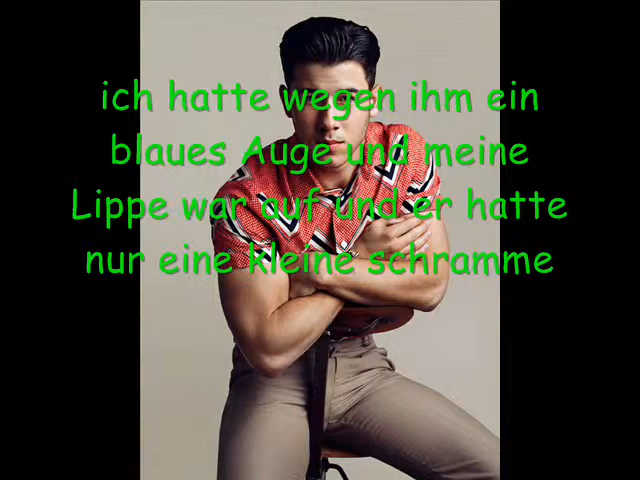 ich hatte wegen ihm ein
blaues Auge und meine
Lippe war auf und er hatte
nur eine kleine schramme